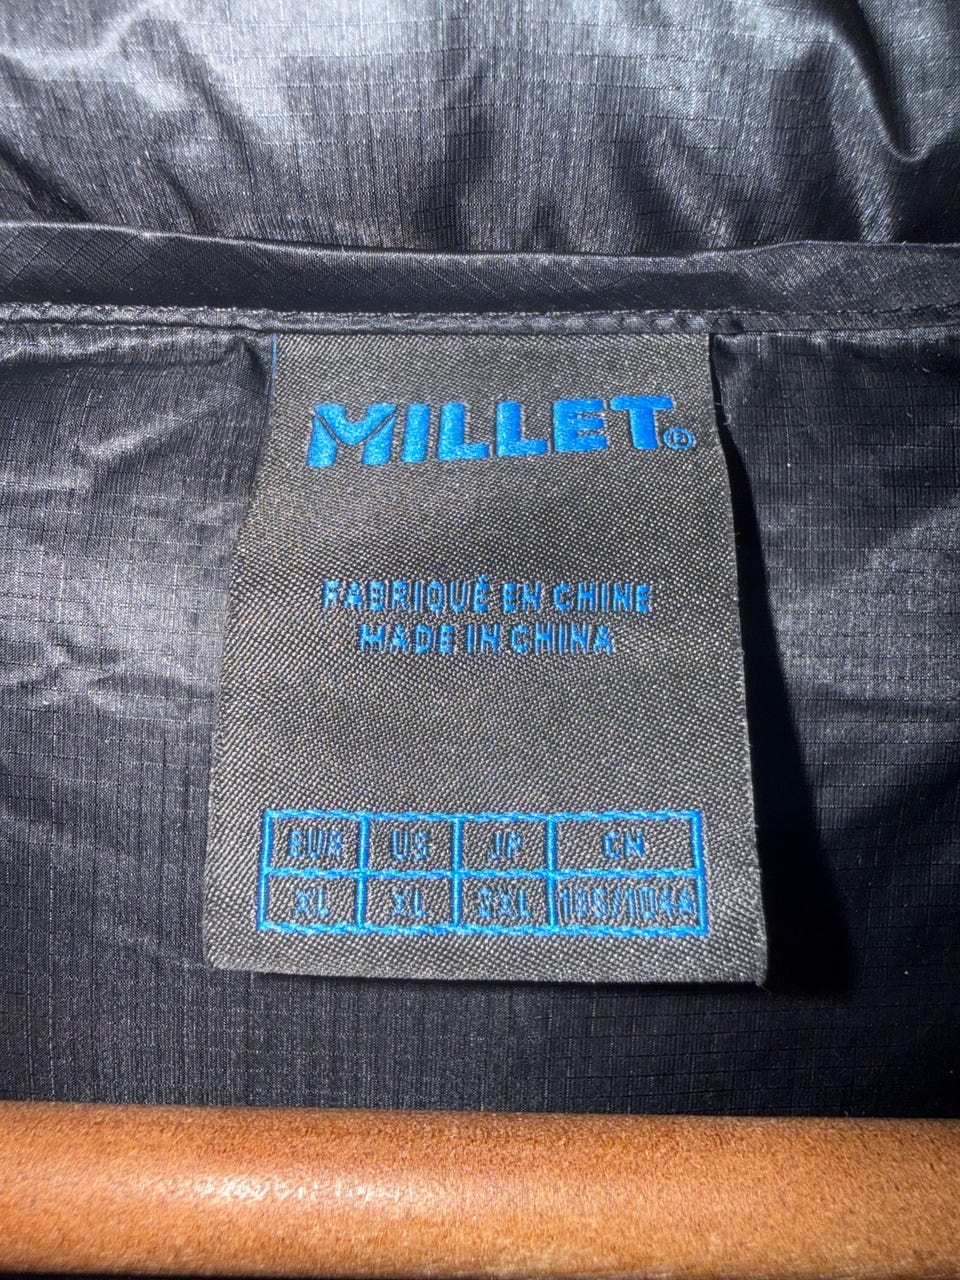 MILLET®
FABRIQUÉ EN CHINE
MADE IN CHINA
EUR US JP CN
XL XL 3XL 185/104A